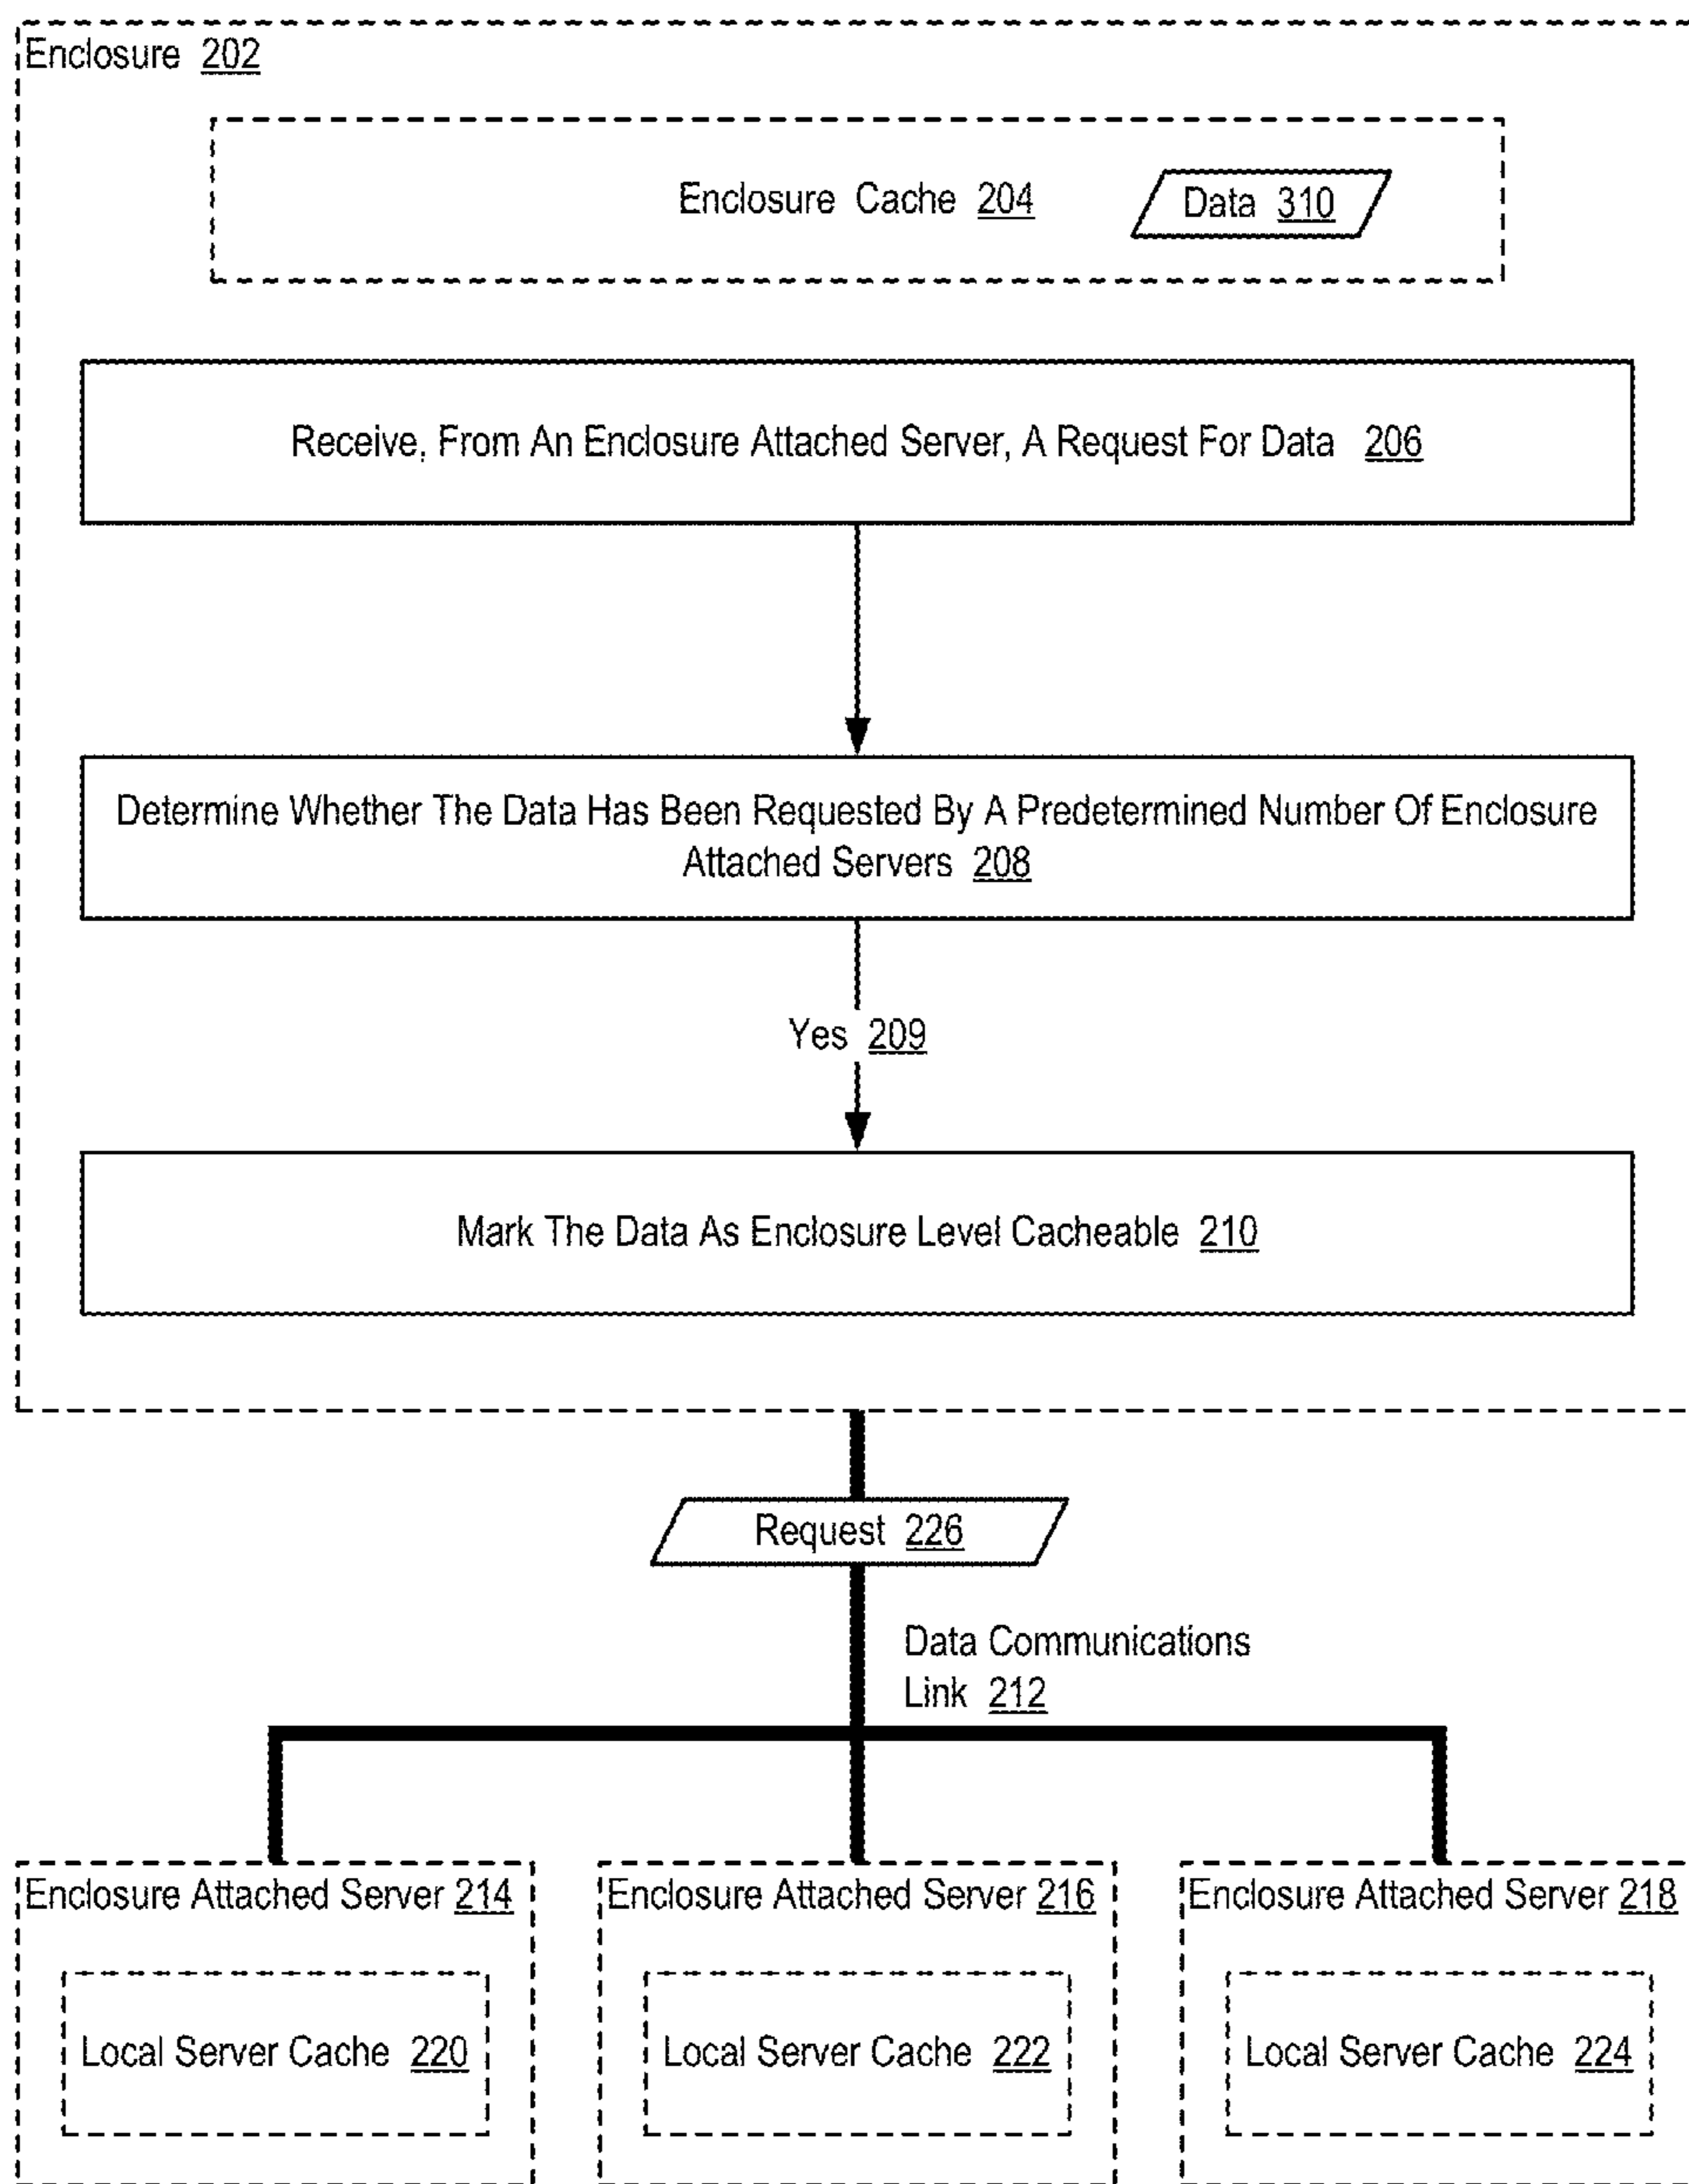 Enclosure 202
Enclosure Cache 204
Data 310
Receive, From An Enclosure Attached Server, A Request For Data 206
Determine Whether The Data Has Been Requested By A Predetermined Number Of Enclosure
Attached Servers 208
Yes 209
Mark The Data As Enclosure Level Cacheable 210
Request 226
Data Communications
Link 212
Enclosure Attached Server 214
Local Server Cache 220
Enclosure Attached Server 216
Local Server Cache 222
Enclosure Attached Server 218
Local Server Cache 224